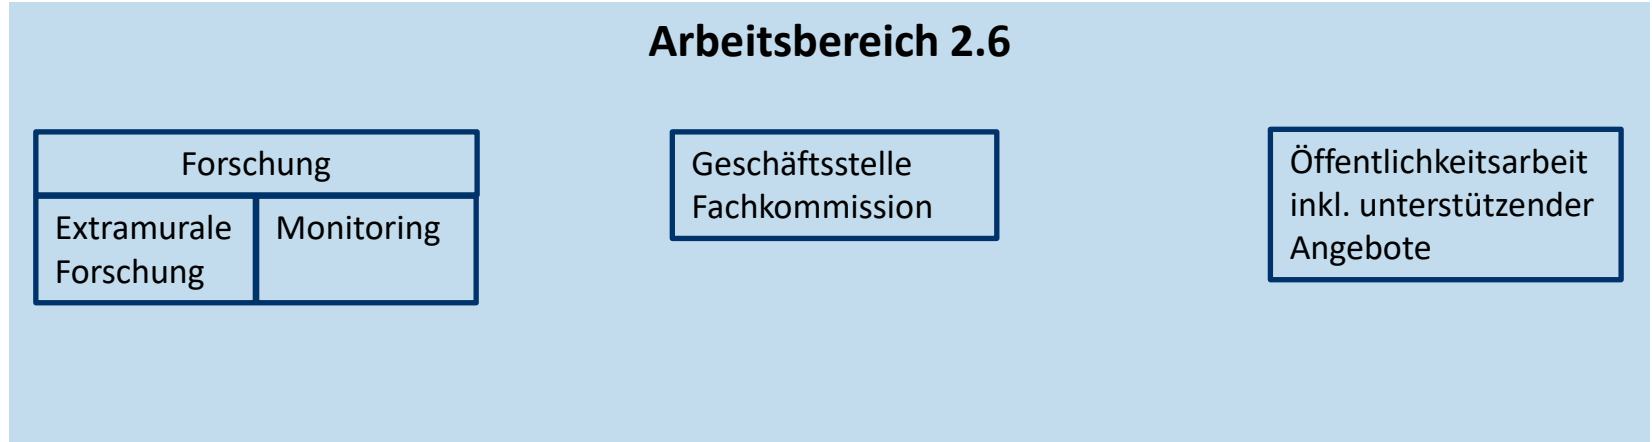 Arbeitsbereich 2.6
Forschung
Extramurale
Forschung
Monitoring
Geschäftsstelle
Fachkommission
Öffentlichkeitsarbeit
inkl. unterstützender
Angebote